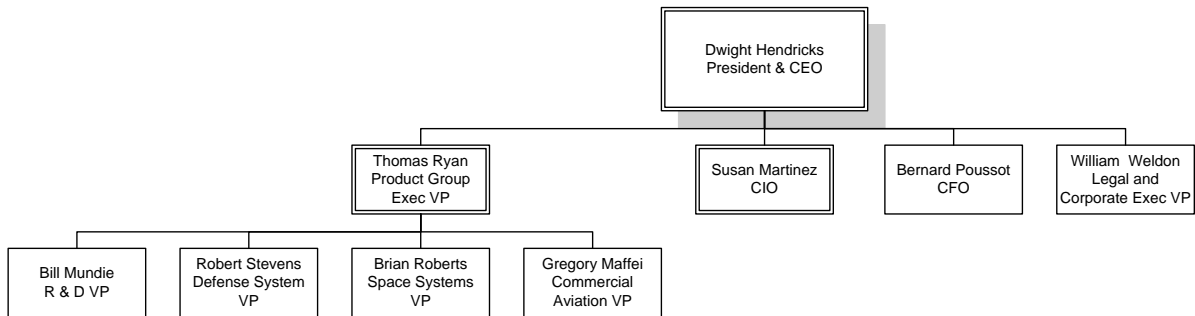 Dwight Hendricks
President & CEO
Thomas Ryan
Product Group
Exec VP
Susan Martinez
CIO
Bernard Poussot
CFO
William  Weldon
Legal and
Corporate Exec VP
Bill Mundie
R & D VP
Robert Stevens
Defense System
VP
Brian Roberts
Space Systems
VP
Gregory Maffei
Commercial
Aviation VP